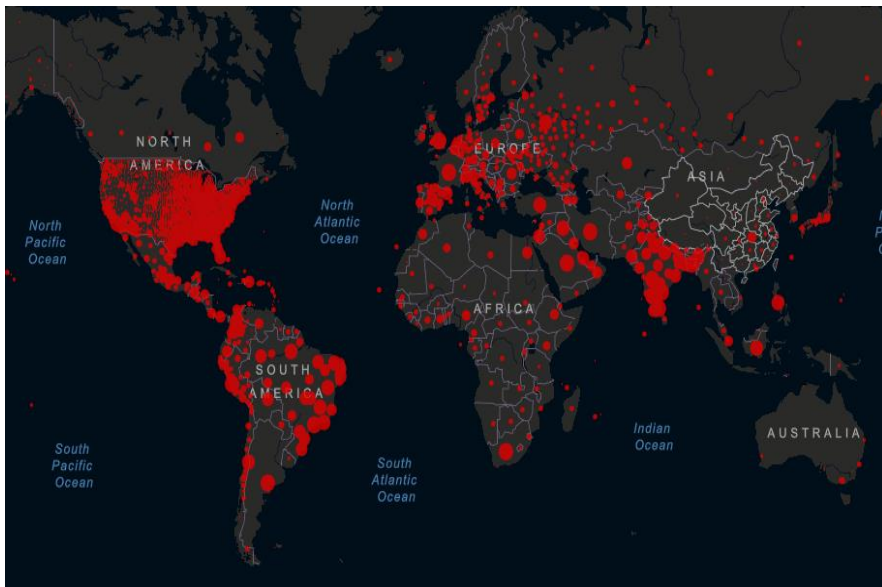 NORTH
AMERICA
EUROPE
ASIA
North
Pacific
Ocean
North
Atlantic
Ocean
AFRICA
SOUTH
AMERICA
Indian
Ocean
AUSTRALIA
South
Pacific
Ocean
South
Atlantic
Ocean